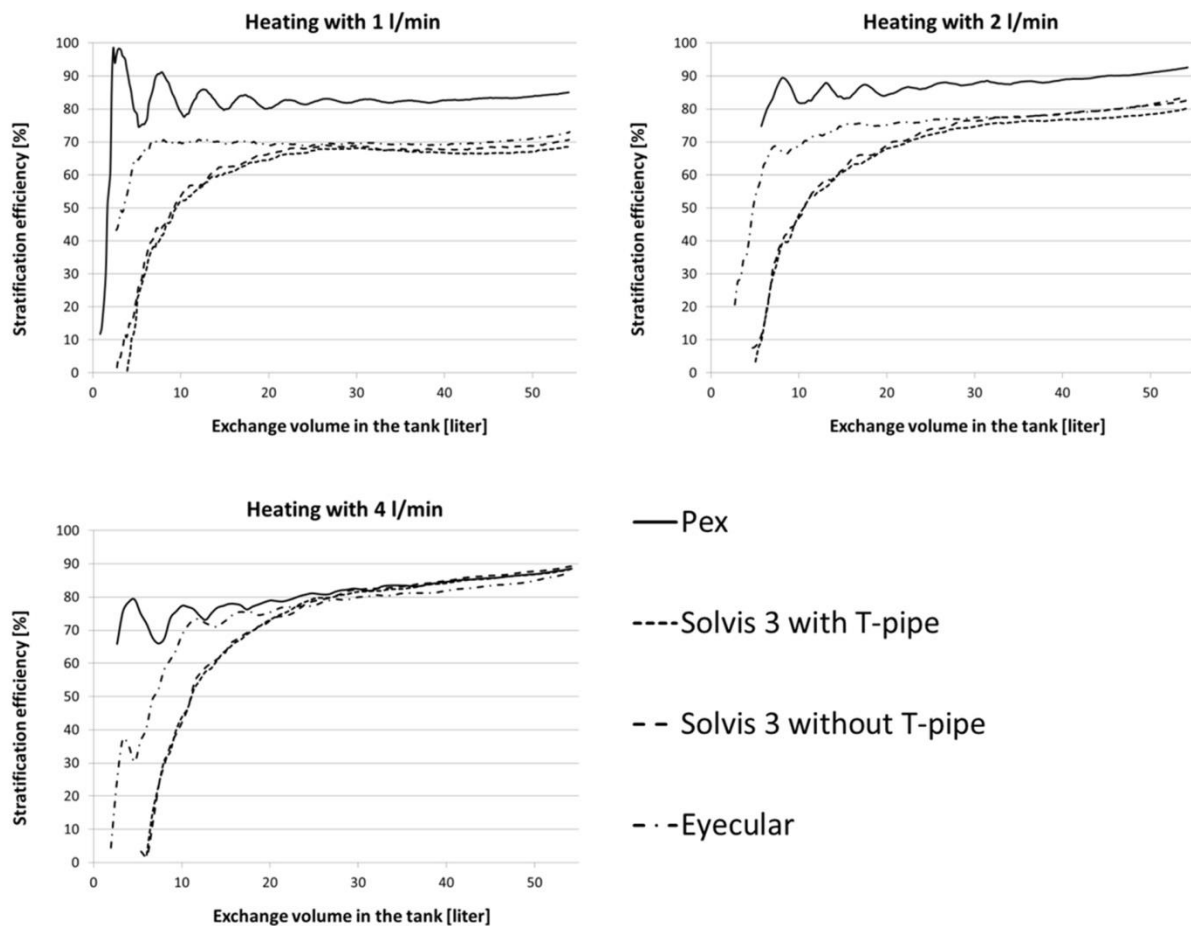 Heating with 1 l/min
Stratification efficiency [%]
100
90
80
70
60
50
40
30
20
10
0
0 10 20 30 40 50
Exchange volume in the tank [liter]
Heating with 2 l/min
Stratification efficiency [%]
100
90
80
70
60
50
40
30
20
10
0
0 10 20 30 40 50
Exchange volume in the tank [liter]
Heating with 4 l/min
Stratification efficiency [%]
100
90
80
70
60
50
40
30
20
10
0
0 10 20 30 40 50
Exchange volume in the tank [liter]
Pex
Solvis 3 with T-pipe
Solvis 3 without T-pipe
Eyecular